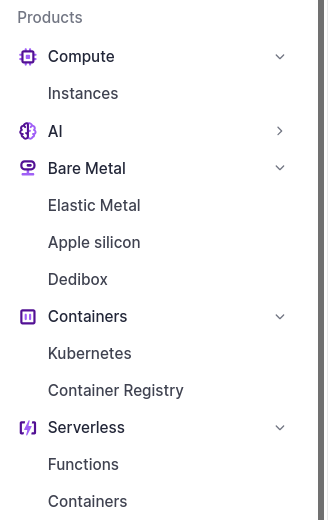 Products
Compute
Instances
AI
Bare Metal
Elastic Metal
Apple silicon
Dedibox
Containers
Kubernetes
Container Registry
Serverless
Functions
Containers